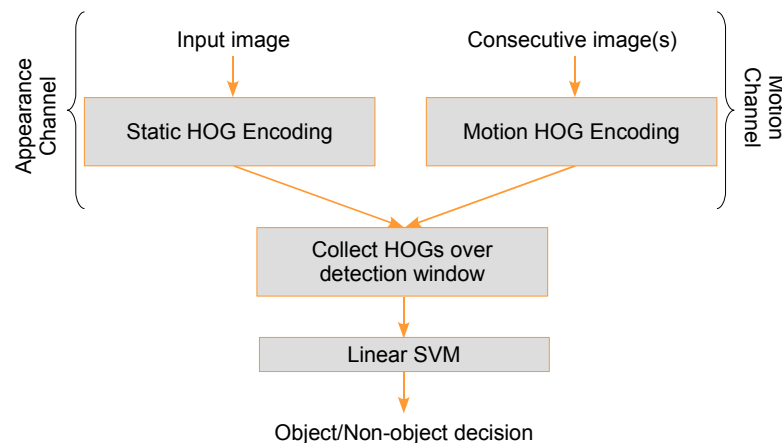 Input image
Consecutive image(s)
Appearance
Channel
Static HOG Encoding
Motion HOG Encoding
Motion
Channel
Collect HOGs over
detection window
Linear SVM
Object/Non-object decision